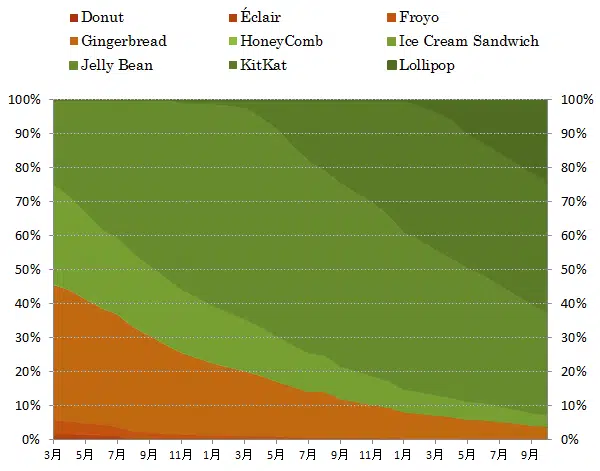 Donut Éclair Froyo
Gingerbread HoneyComb Ice Cream Sandwich
Jelly Bean KitKat Lollipop
100% 100%
90% 90%
80% 80%
70% 70%
60% 60%
50% 50%
40% 40%
30% 30%
20% 20%
10% 10%
0% 0%
3月 5月 7月 9月 11月 1月 3月 5月 7月 9月 11月 1月 3月 5月 7月 9月